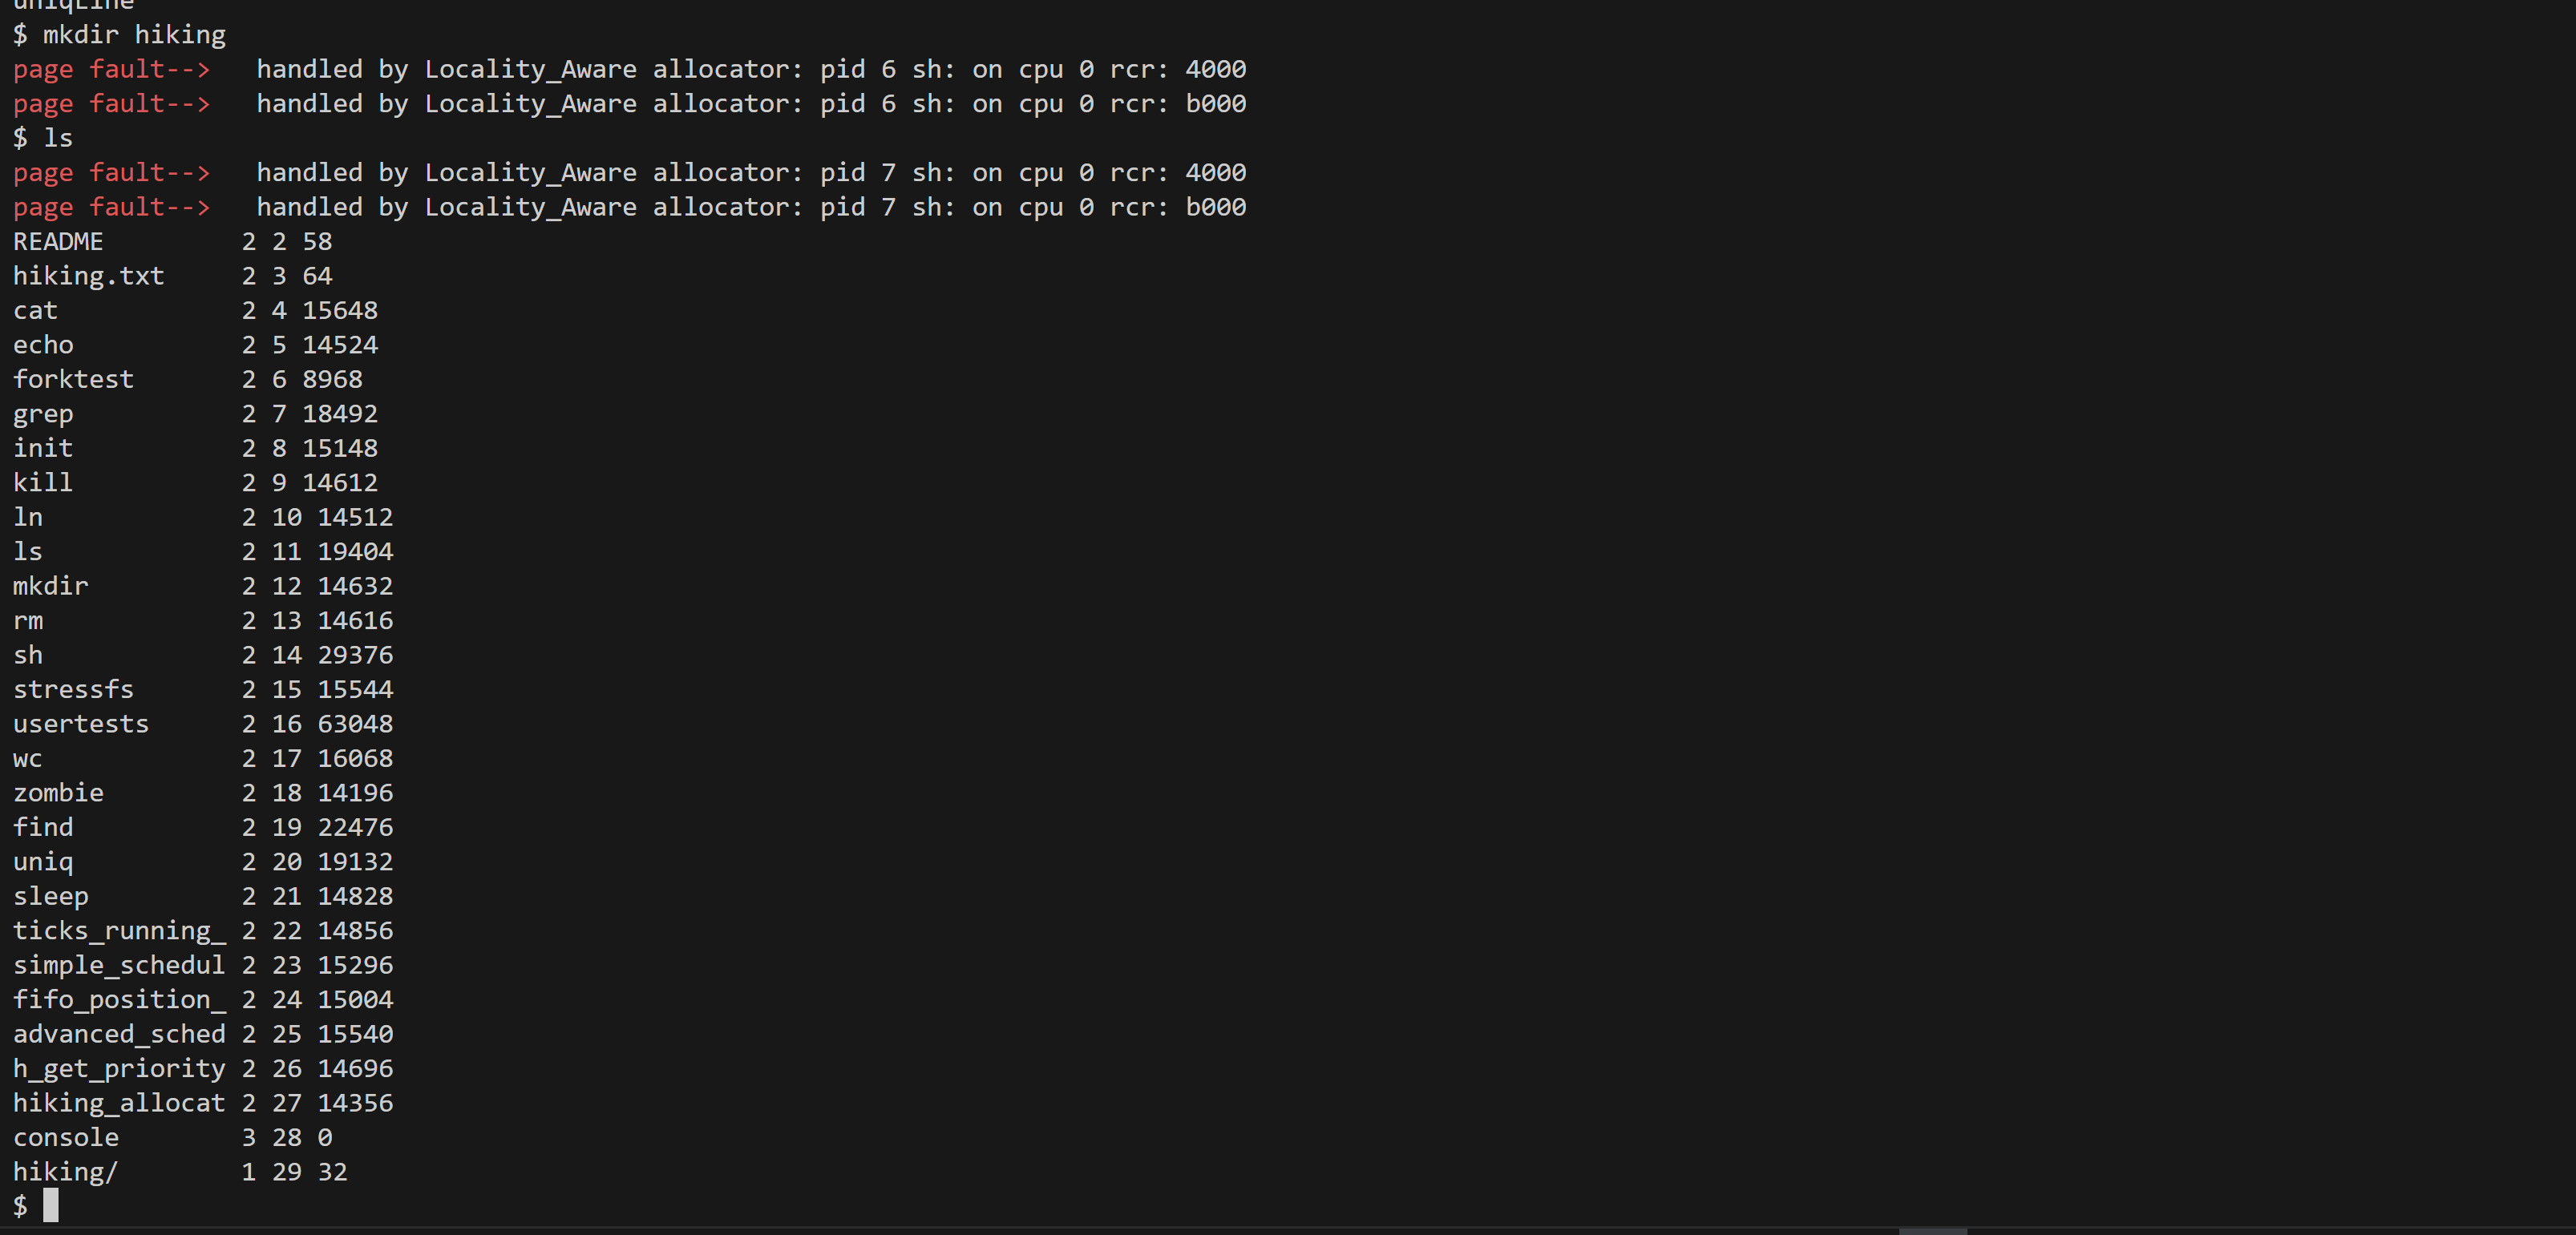 uniqLine
$ mkdir hiking
page fault-->   handled by Locality_Aware allocator: pid 6 sh: on cpu 0 rcr: 4000
page fault-->   handled by Locality_Aware allocator: pid 6 sh: on cpu 0 rcr: b000
$ ls
page fault-->   handled by Locality_Aware allocator: pid 7 sh: on cpu 0 rcr: 4000
page fault-->   handled by Locality_Aware allocator: pid 7 sh: on cpu 0 rcr: b000
README         2 2 58
hiking.txt     2 3 64
cat            2 4 15648
echo           2 5 14524
forktest       2 6 8968
grep           2 7 18492
init           2 8 15148
kill           2 9 14612
ln             2 10 14512
ls             2 11 19404
mkdir          2 12 14632
rm             2 13 14616
sh             2 14 29376
stressfs       2 15 15544
usertests      2 16 63048
wc             2 17 16068
zombie         2 18 14196
find           2 19 22476
uniq           2 20 19132
sleep          2 21 14828
ticks_running_ 2 22 14856
simple_schedul 2 23 15296
fifo_position_ 2 24 15004
advanced_sched 2 25 15540
h_get_priority 2 26 14696
hiking_allocat 2 27 14356
console        3 28 0
hiking/        1 29 32
$